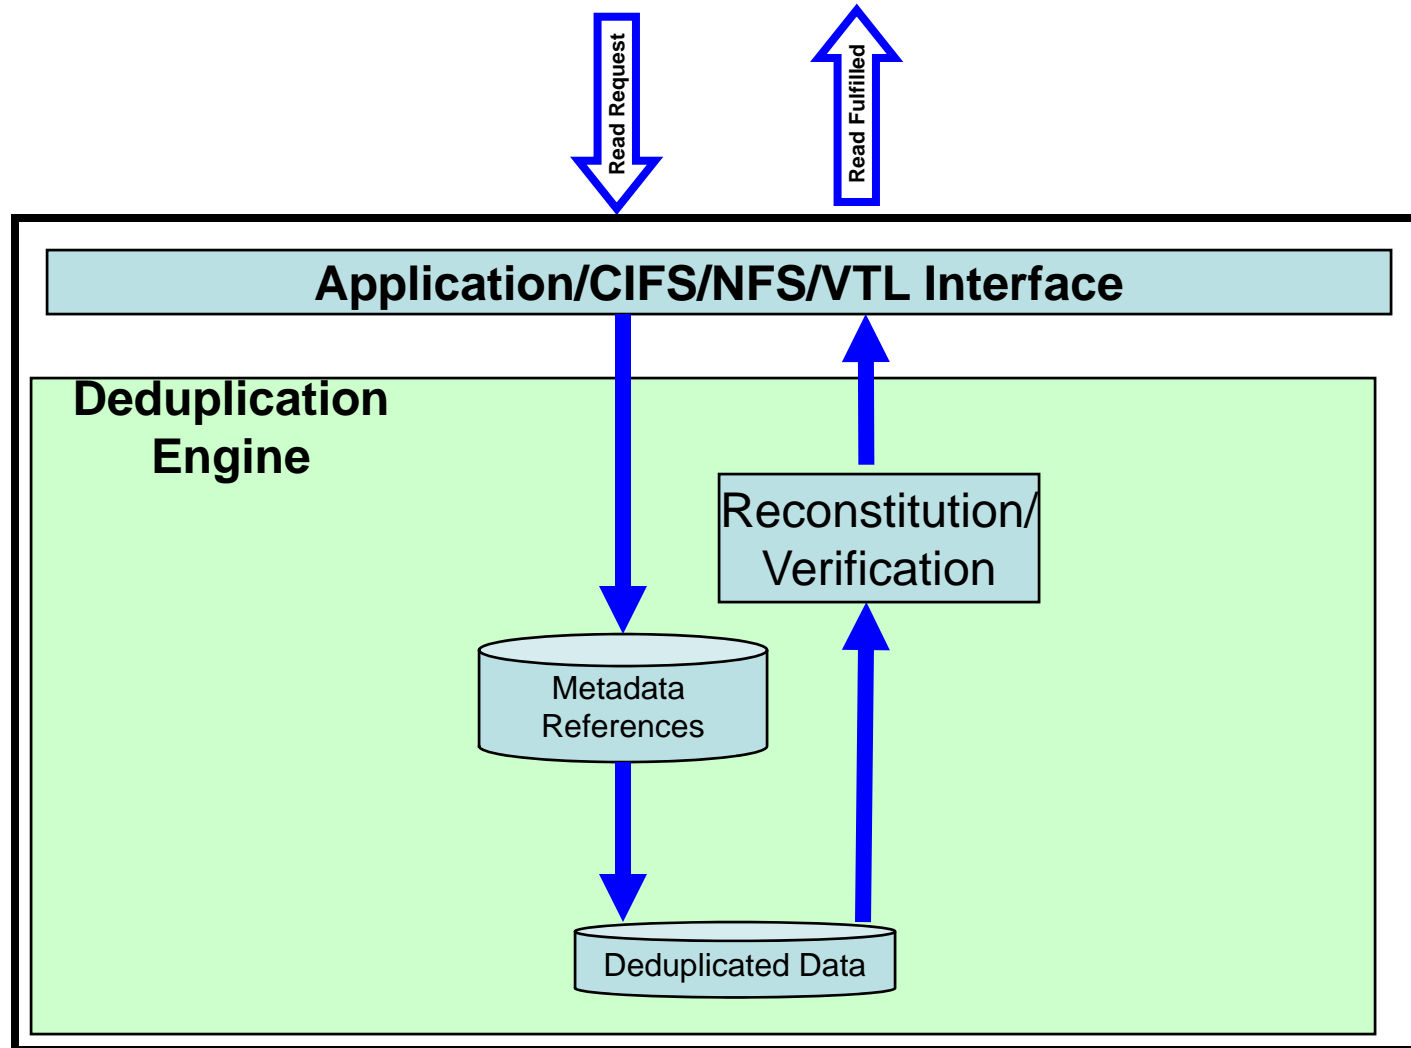 Read Request
Read Fulfilled
Application/CIFS/NFS/VTL Interface
Deduplication
Engine
Reconstitution/
Verification
Metadata
References
Deduplicated Data